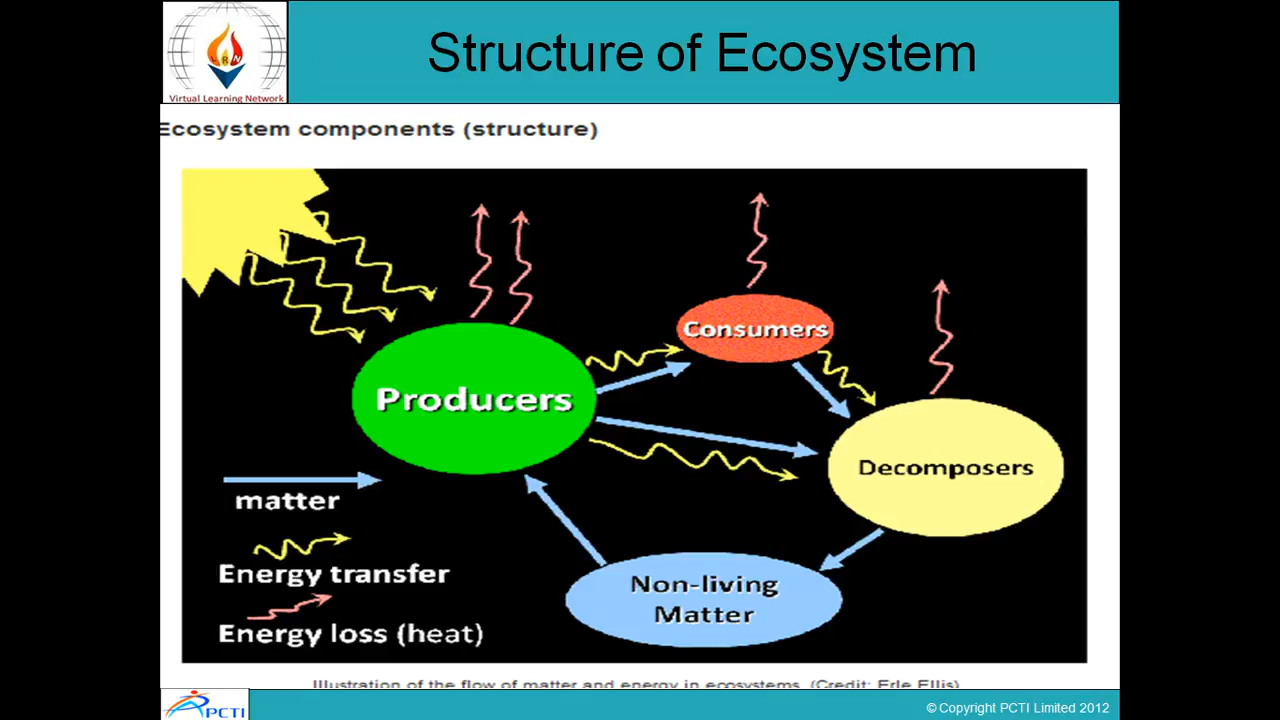 Structure of Ecosystem
LRN
Virtual Learning Network
Ecosystem components (structure)
Consumers
Producers
Decomposers
matter
Energy transfer
Non-living
Matter
Energy loss (heat)
Illustration of the flow of matter and energy in ecosystems. (Credit: Erle Ellis)
PCTI
© Copyright PCTI Limited 2012